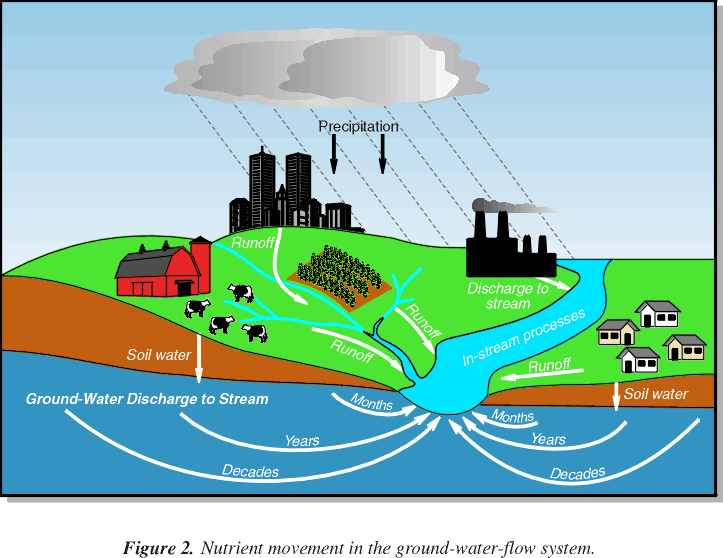 Precipitation
Runoff
Discharge to
stream
Runoff
In-stream processes
Runoff
Soil water
Runoff
Ground-Water Discharge to Stream
Months
Soil water
Months
Years
Years
Decades
Decades
Figure 2. Nutrient movement in the ground-water-flow system.